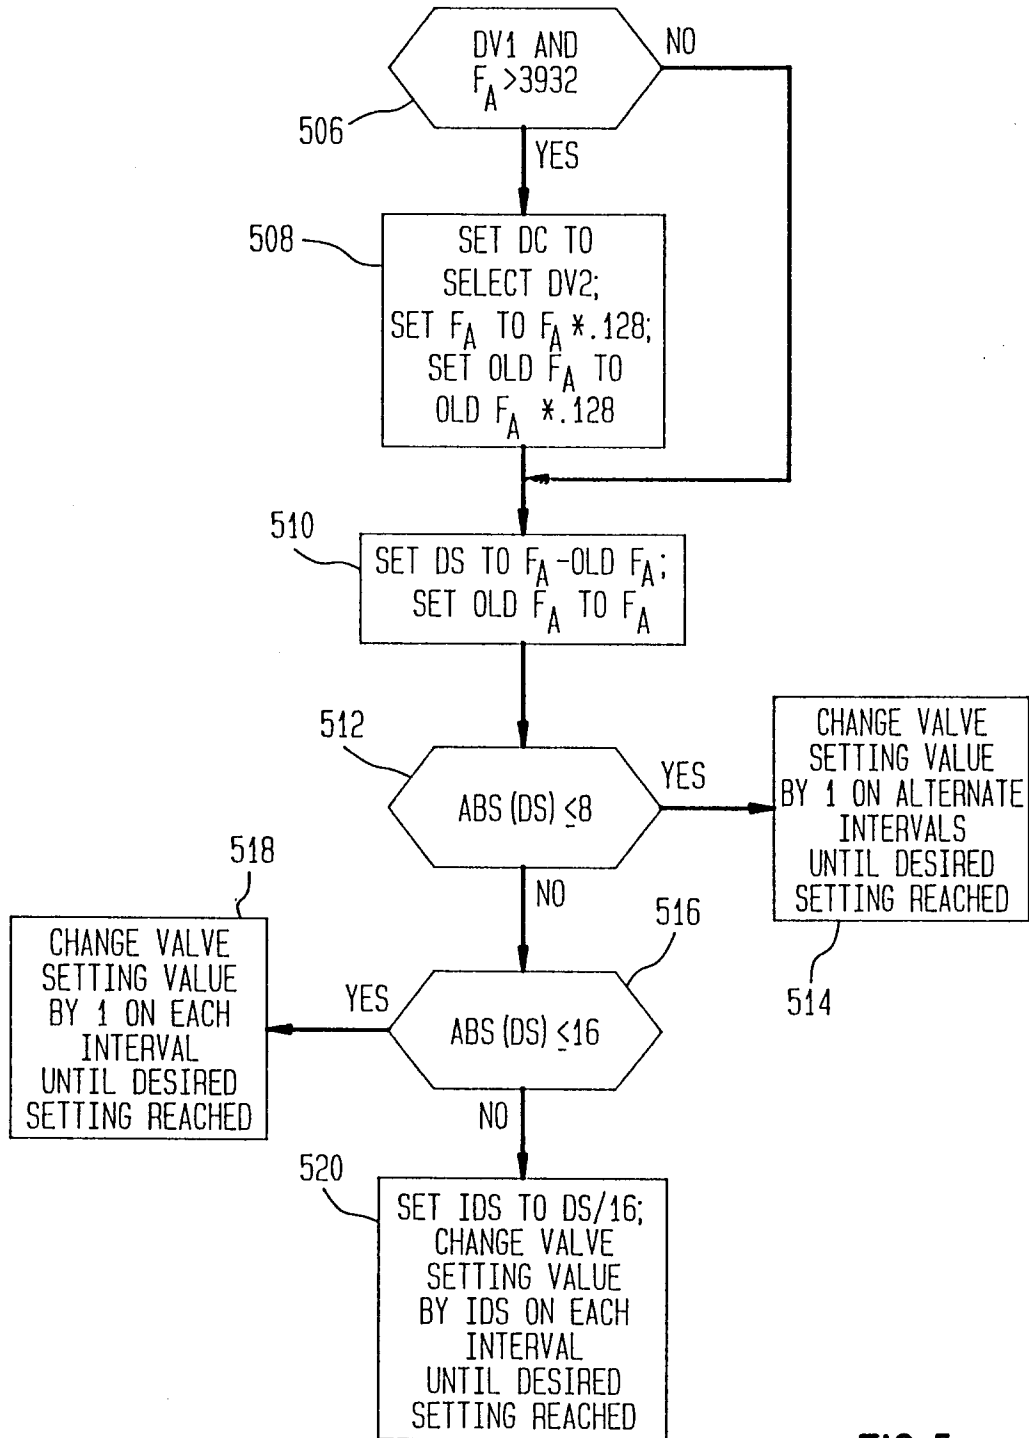 DV1 AND
F_A >3932
NO
506
YES
508
SET DC TO
SELECT DV2;
SET F_A TO F_A *.128;
SET OLD F_A TO
OLD F_A *.128
510
SET DS TO F_A -OLD F_A;
SET OLD F_A TO F_A
512
ABS (DS) ≤8
YES
CHANGE VALVE
SETTING VALUE
BY 1 ON ALTERNATE
INTERVALS
UNTIL DESIRED
SETTING REACHED
514
NO
516
518
CHANGE VALVE
SETTING VALUE
BY 1 ON EACH
INTERVAL
UNTIL DESIRED
SETTING REACHED
YES
ABS (DS) ≤16
NO
520
SET IDS TO DS/16;
CHANGE VALVE
SETTING VALUE
BY IDS ON EACH
INTERVAL
UNTIL DESIRED
SETTING REACHED